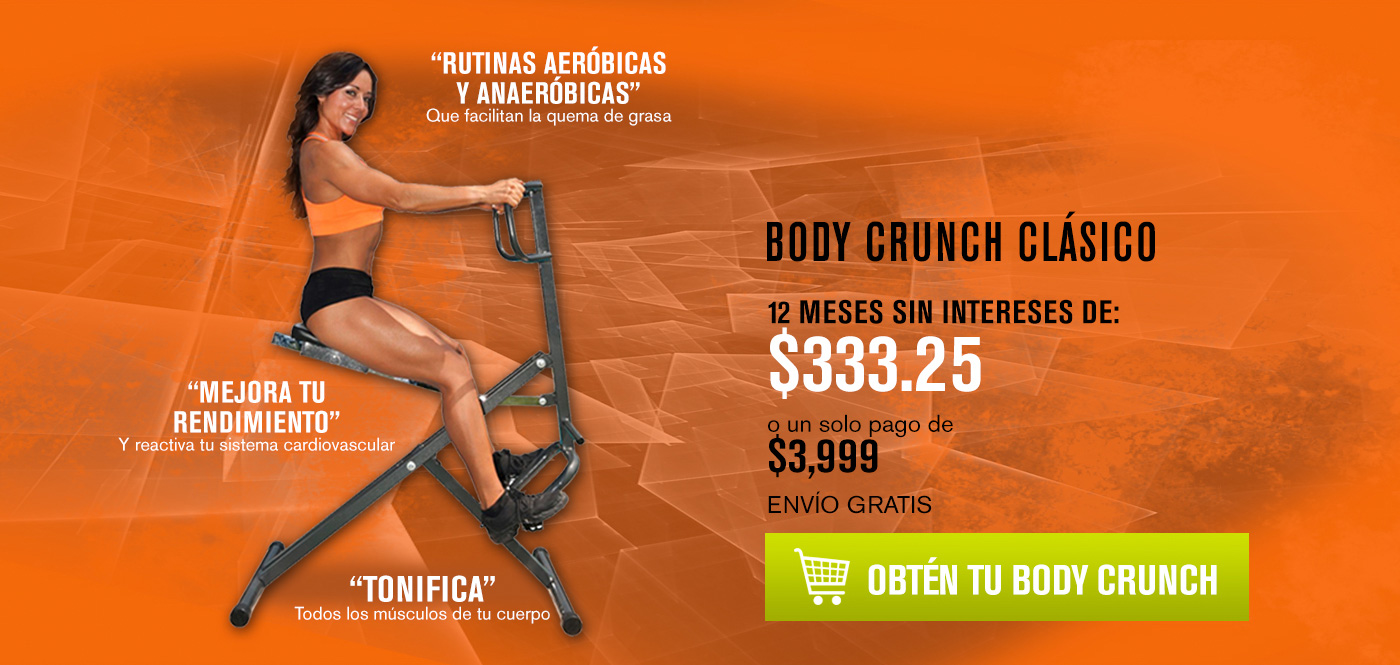 “RUTINAS AERÓBICAS
Y ANAERÓBICAS”
Que facilitan la quema de grasa
“MEJORA TU
RENDIMIENTO”
Y reactiva tu sistema cardiovascular
“TONIFICA”
Todos los músculos de tu cuerpo
BODY CRUNCH CLÁSICO
12 MESES SIN INTERESES DE:
$333.25
o un solo pago de
$3,999
ENVÍO GRATIS
OBTÉN TU BODY CRUNCH